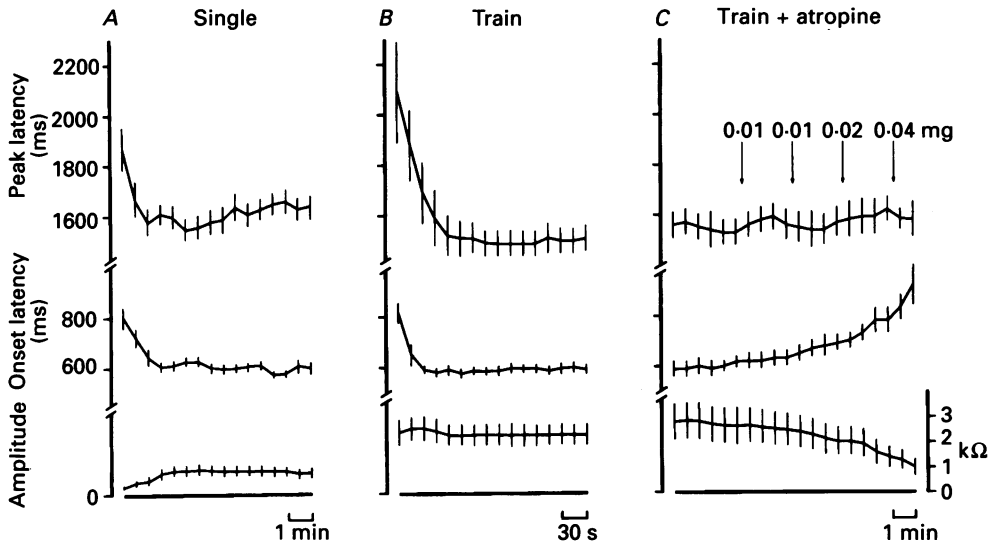 A Single
B Train
C Train + atropine
Peak latency
(ms)
2200
2000
1800
1600
0·01 0·01 0·02 0·04 mg
Onset latency
(ms)
800
600
Amplitude
0
3
2
1
0
kΩ
1 min
30 s
1 min